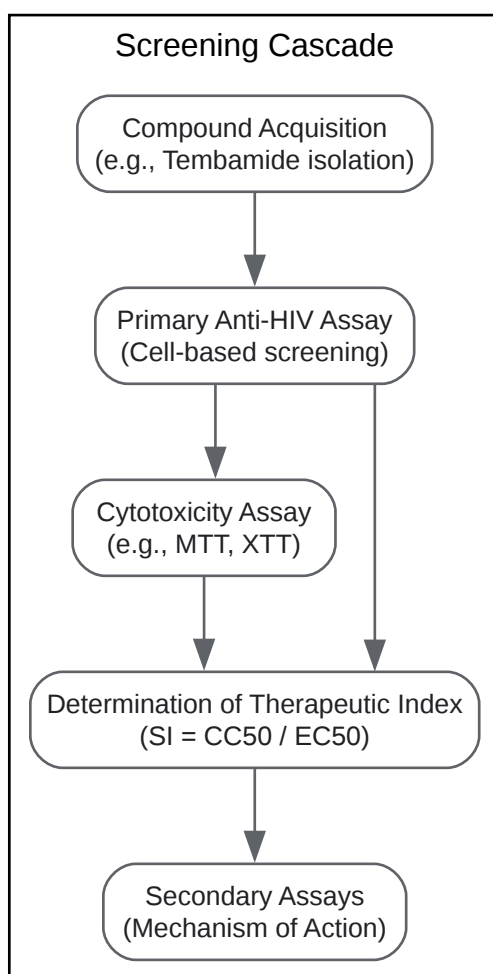 Screening Cascade
Compound Acquisition
(e.g., Tembamide isolation)
Primary Anti-HIV Assay
(Cell-based screening)
Cytotoxicity Assay
(e.g., MTT, XTT)
Determination of Therapeutic Index
(SI = CC50 / EC50)
Secondary Assays
(Mechanism of Action)